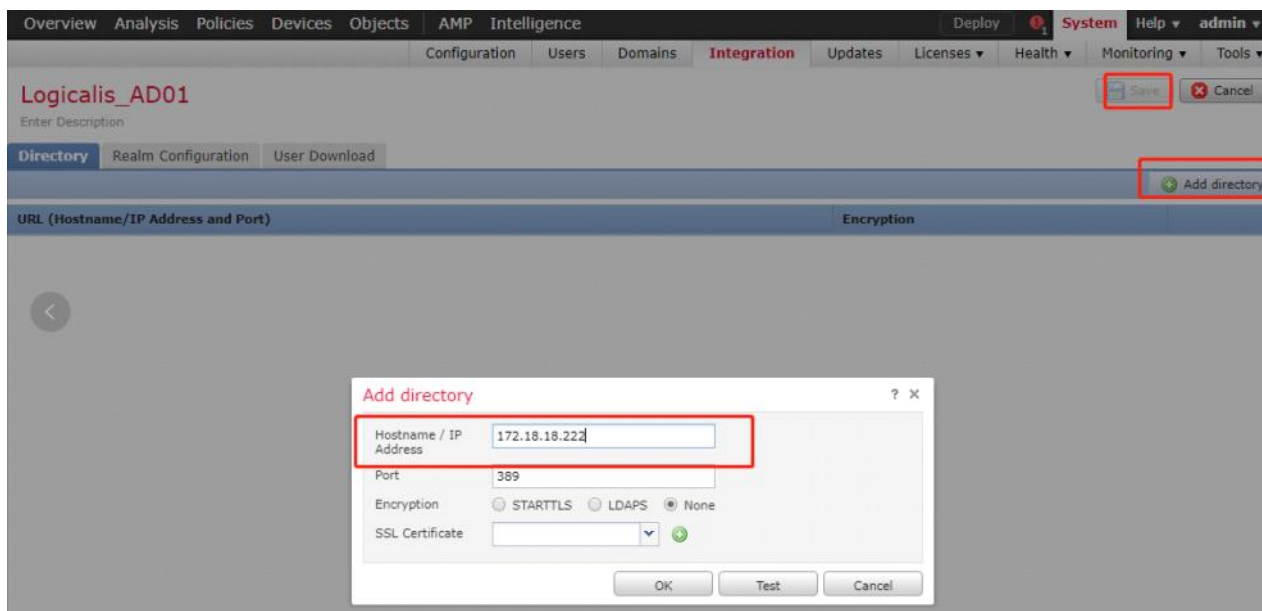 Overview Analysis Policies Devices Objects AMP Intelligence Deploy 1 System Help admin
Configuration Users Domains Integration Updates Licenses Health Monitoring Tools
Logicalis_AD01
Save Cancel
Enter Description
Directory Realm Configuration User Download
Add directory
URL (Hostname/IP Address and Port) Encryption
Add directory ? ×
Hostname / IP Address 172.18.18.222
Port 389
Encryption STARTTLS LDAPS None
SSL Certificate
OK Test Cancel